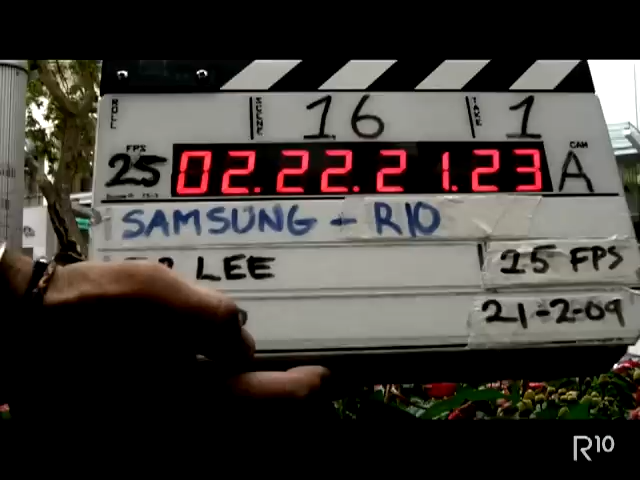 ROLL SCENE 16 TAKE 1
FPS CAM
25 02.22.21.23 A
SAMSUNG - R10
LEE 25 FPS
21-2-09
R10